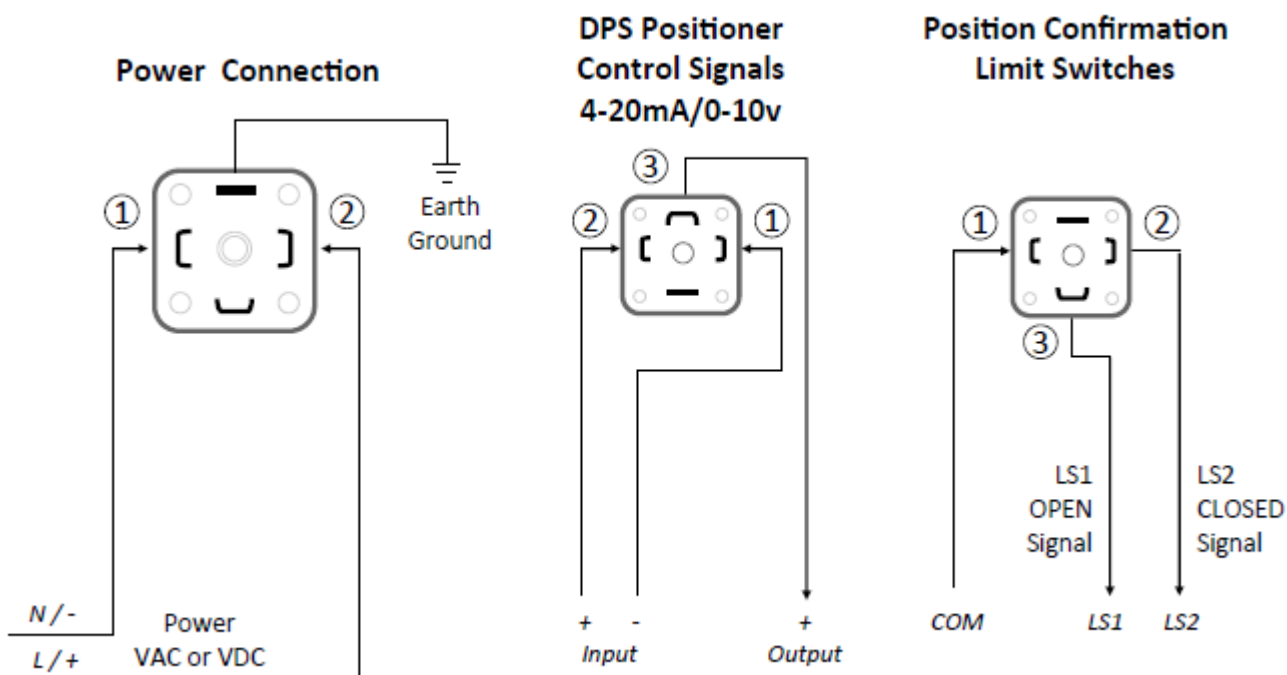 Power Connection
①
②
Earth
Ground
N / -
L / +
Power
VAC or VDC
DPS Positioner
Control Signals
4-20mA/0-10v
③
②
①
+
-
Input
+
Output
Position Confirmation
Limit Switches
①
②
③
LS1
OPEN
Signal
LS2
CLOSED
Signal
COM
LS1
LS2